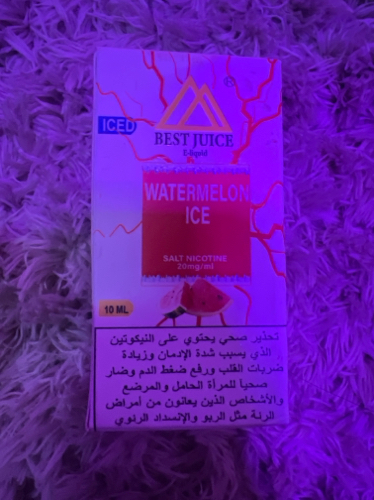 ICED
BEST JUICE
E-liquid
WATERMELON
ICE
SALT NICOTINE
20mg/ml
10 ML
تحذير صحي يحتوي على النيكوتين
الذي يسبب شدة الإدمان وزيادة
ضربات القلب ورفع ضغط الدم وضار
صحياً للمرأة الحامل والمرضع
والأشخاص الذين يعانون من أمراض
الرئة مثل الربو والإنسداد الرئوي